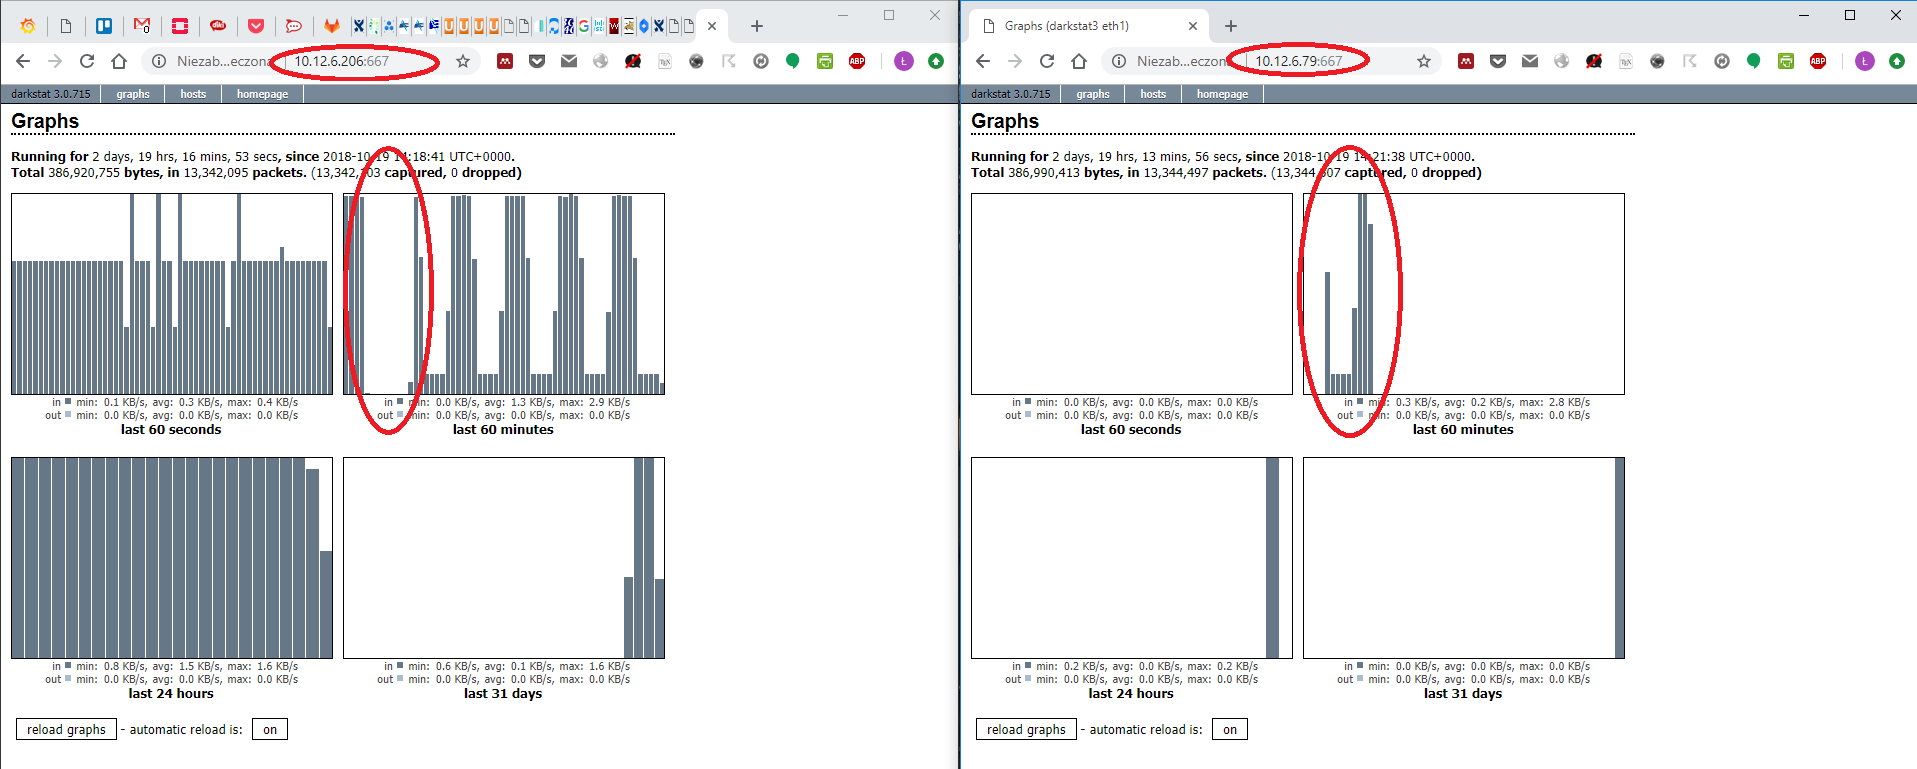 Niezab...eczona 10.12.6.206:667
darkstat 3.0.715 graphs hosts homepage
Graphs
Running for 2 days, 19 hrs, 16 mins, 53 secs, since 2018-10-19 14:18:41 UTC+0000.
Total 386,920,755 bytes, in 13,342,095 packets. (13,342,103 captured, 0 dropped)
in min: 0.1 KB/s, avg: 0.3 KB/s, max: 0.4 KB/s
out min: 0.0 KB/s, avg: 0.0 KB/s, max: 0.0 KB/s
last 60 seconds
in min: 0.0 KB/s, avg: 1.3 KB/s, max: 2.9 KB/s
out min: 0.0 KB/s, avg: 0.0 KB/s, max: 0.0 KB/s
last 60 minutes
in min: 0.8 KB/s, avg: 1.5 KB/s, max: 1.6 KB/s
out min: 0.0 KB/s, avg: 0.0 KB/s, max: 0.0 KB/s
last 24 hours
in min: 0.6 KB/s, avg: 0.1 KB/s, max: 1.6 KB/s
out min: 0.0 KB/s, avg: 0.0 KB/s, max: 0.0 KB/s
last 31 days
reload graphs - automatic reload is: on
Graphs (darkstat3 eth1)
Niezab...eczon 10.12.6.79:667
ABP
darkstat 3.0.715 graphs hosts homepage
Graphs
Running for 2 days, 19 hrs, 13 mins, 56 secs, since 2018-10-19 14:21:38 UTC+0000.
Total 386,990,413 bytes, in 13,344,497 packets. (13,344,507 captured, 0 dropped)
in min: 0.0 KB/s, avg: 0.0 KB/s, max: 0.0 KB/s
out min: 0.0 KB/s, avg: 0.0 KB/s, max: 0.0 KB/s
last 60 seconds
in min: 0.3 KB/s, avg: 0.2 KB/s, max: 2.8 KB/s
out min: 0.0 KB/s, avg: 0.0 KB/s, max: 0.0 KB/s
last 60 minutes
in min: 0.2 KB/s, avg: 0.0 KB/s, max: 0.2 KB/s
out min: 0.0 KB/s, avg: 0.0 KB/s, max: 0.0 KB/s
last 24 hours
in min: 0.0 KB/s, avg: 0.0 KB/s, max: 0.0 KB/s
out min: 0.0 KB/s, avg: 0.0 KB/s, max: 0.0 KB/s
last 31 days
reload graphs - automatic reload is: on